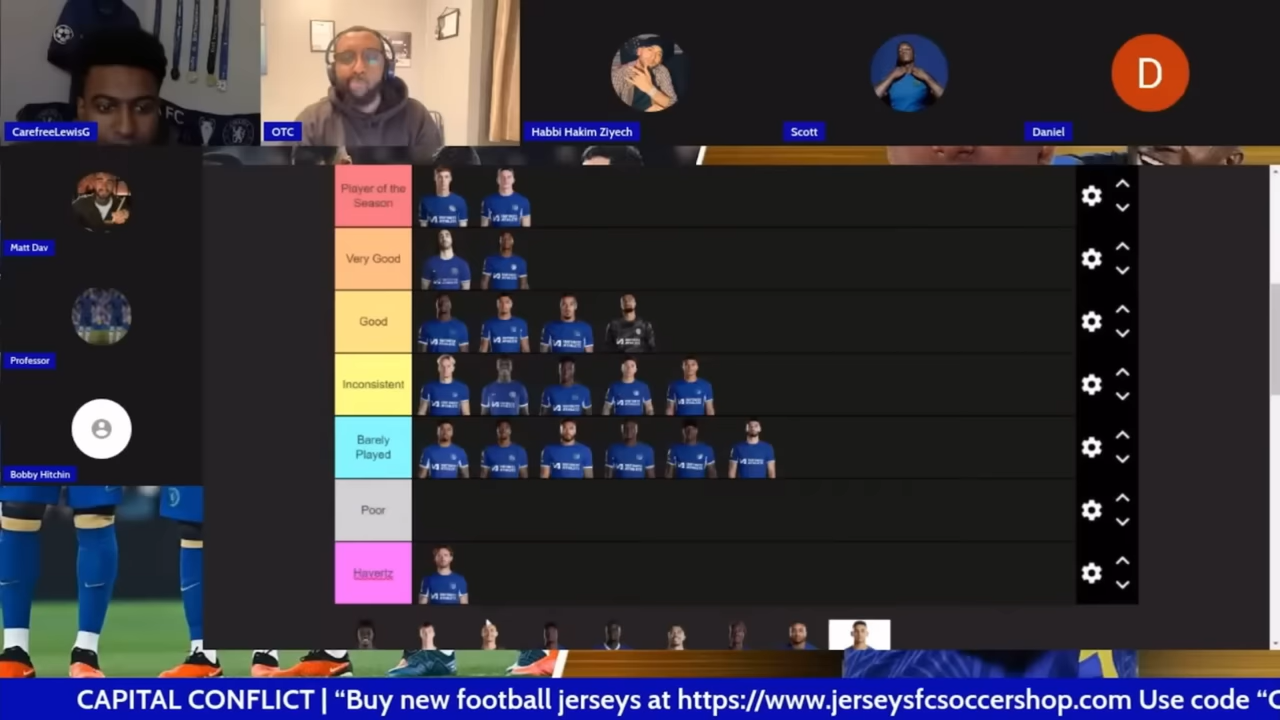 D
CarefreeLewisG
OTC
Habbi Hakim Ziyech
Scott
Daniel
Matt Dav
Professor
Bobby Hitchin
Player of the
Season
Very Good
Good
Inconsistent
Barely
Played
Poor
Havertz
CAPITAL CONFLICT | “Buy new football jerseys at https://www.jerseysfcsoccershop.com Use code “C